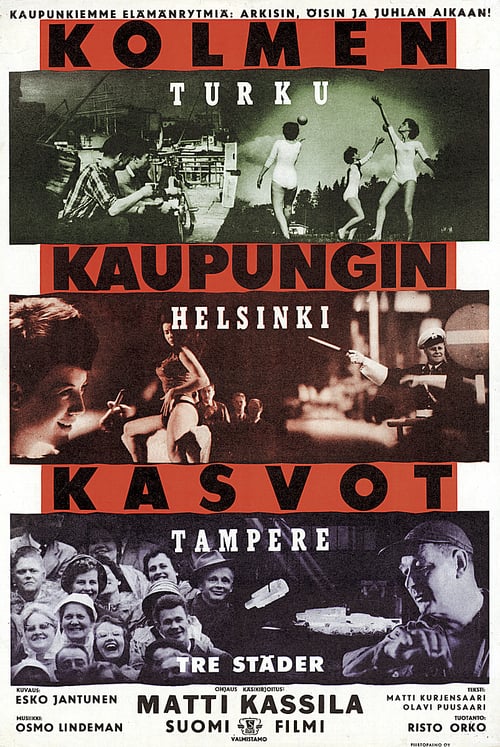 KAUPUNKIEMME ELÄMÄNRYTMIÄ: ARKISIN, ÖISIN JA JUHLAN AIKAAN!
KOLMEN
TURKU
KAUPUNGIN
HELSINKI
KASVOT
TAMPERE
TRE STÄDER
KUVAUS:
ESKO JANTUNEN
MUSIIKKI:
OSMO LINDEMAN
OHJAUS KÄSIKIRJOITUS:
MATTI KASSILA
SUOMI FILMI
VALMISTAMO
TEKSTI:
MATTI KURJENSAARI
OLAVI PUUSAARI
TUOTANTO:
RISTO ORKO